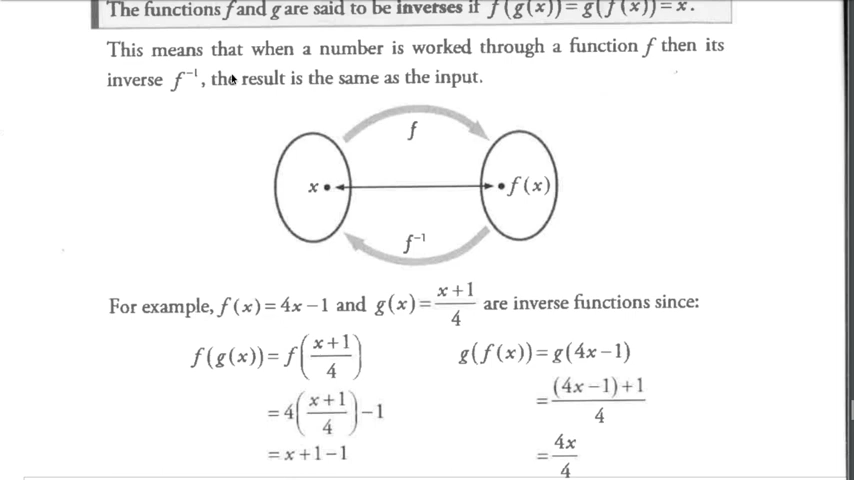 The functions f and g are said to be inverses if f(g(x)) = g(f(x)) = x.
This means that when a number is worked through a function f then its
inverse f⁻¹, the result is the same as the input.
f
x • • f(x)
f⁻¹
For example, f(x) = 4x − 1 and g(x) = (x+1)/4 are inverse functions since:
f(g(x)) = f((x+1)/4) g(f(x)) = g(4x−1)
= 4((x+1)/4) − 1 = ((4x−1)+1)/4
= x+1−1 = 4x/4